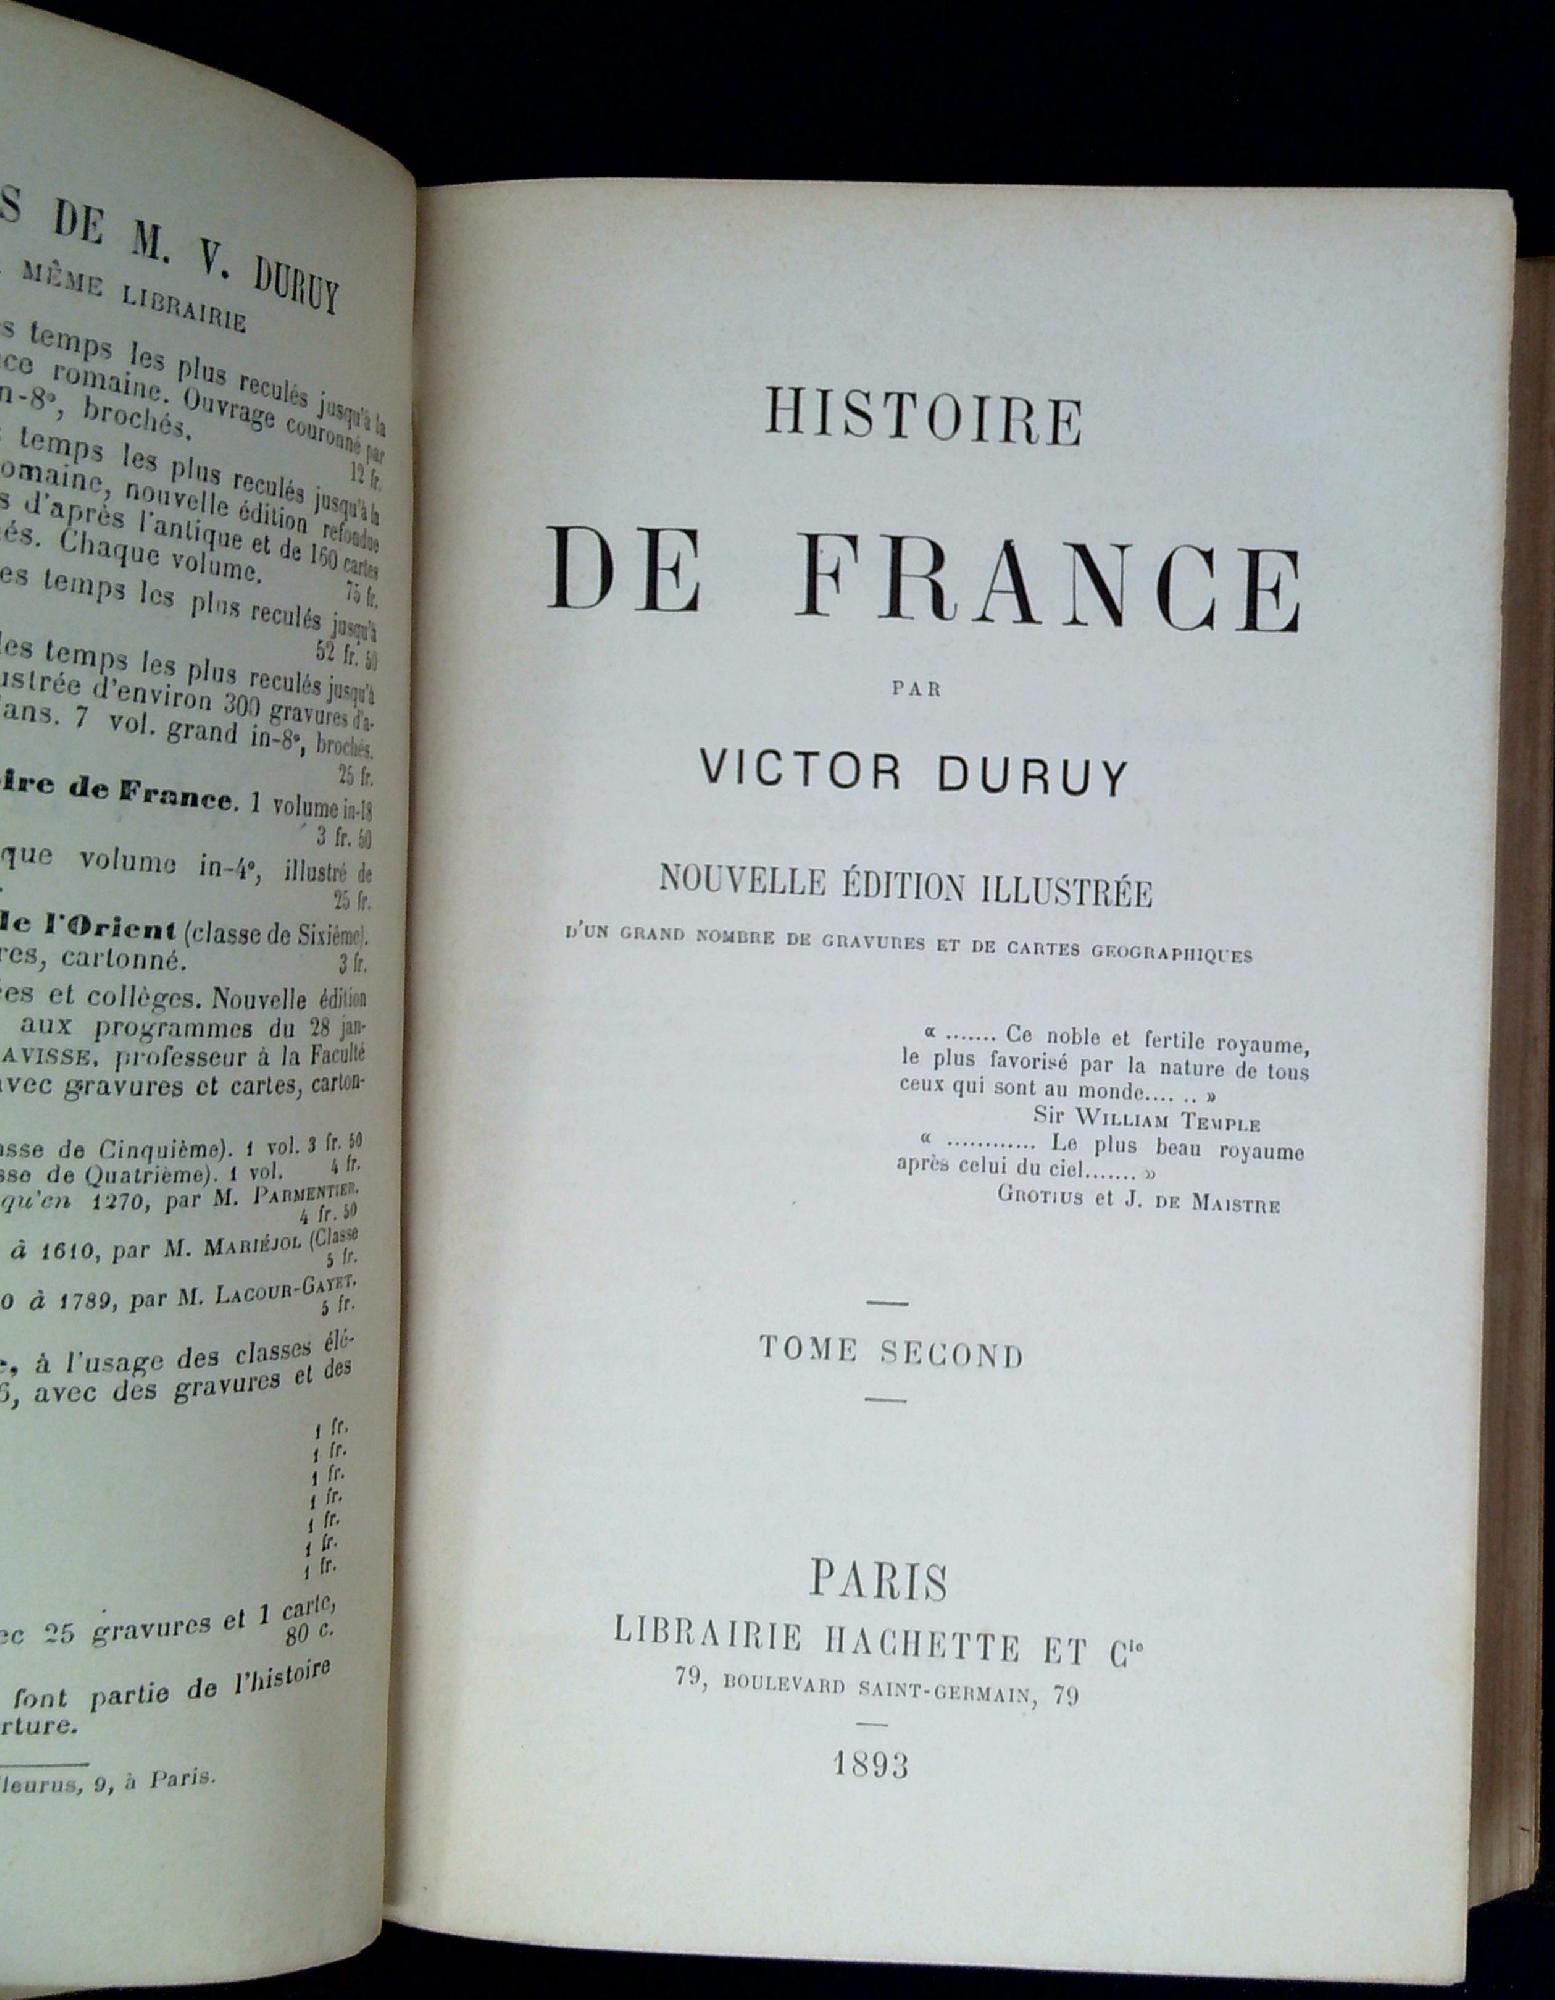 S DE M. V. DURUY
MÊME LIBRAIRIE
s temps les plus reculés jusqu'à la
ce romaine. Ouvrage couronné par
n-8°, brochés.
12 fr.
temps les plus reculés jusqu'à la
omaine, nouvelle édition refondue
s d'après l'antique et de 160 cartes
és. Chaque volume.
75 fr.
es temps les plus reculés jusqu'à
52 fr. 50
les temps les plus reculés jusqu'à
ustrée d'environ 300 gravures d'a-
ans. 7 vol. grand in-8°, brochés.
25 fr.
ire de France. 1 volume in-18
3 fr. 50
que volume in-4°, illustré de
25 fr.
de l'Orient (classe de Sixième).
res, cartonné. 3 fr.
es et collèges. Nouvelle édition
aux programmes du 28 jan-
AVISSE, professeur à la Faculté
avec gravures et cartes, carton-
asse de Cinquième). 1 vol. 3 fr. 50
sse de Quatrième). 1 vol. 4 fr.
qu'en 1270, par M. PARMENTIER.
4 fr. 50
à 1610, par M. MARIÉJOL (Classe
5 fr.
0 à 1789, par M. LACOUR-GAYET.
5 fr.
e, à l'usage des classes élé-
6, avec des gravures et des
1 fr.
1 fr.
1 fr.
1 fr.
1 fr.
1 fr.
1 fr.
ec 25 gravures et 1 carte,
80 c.
font partie de l'histoire
rture.
leurus, 9, à Paris.
HISTOIRE
DE FRANCE
PAR
VICTOR DURUY
NOUVELLE ÉDITION ILLUSTRÉE
D'UN GRAND NOMBRE DE GRAVURES ET DE CARTES GEOGRAPHIQUES
« ....... Ce noble et fertile royaume,
le plus favorisé par la nature de tous
ceux qui sont au monde.... .. »
Sir WILLIAM TEMPLE
« ............ Le plus beau royaume
après celui du ciel....... »
GROTIUS et J. DE MAISTRE
TOME SECOND
PARIS
LIBRAIRIE HACHETTE ET Cie
79, BOULEVARD SAINT-GERMAIN, 79
1893